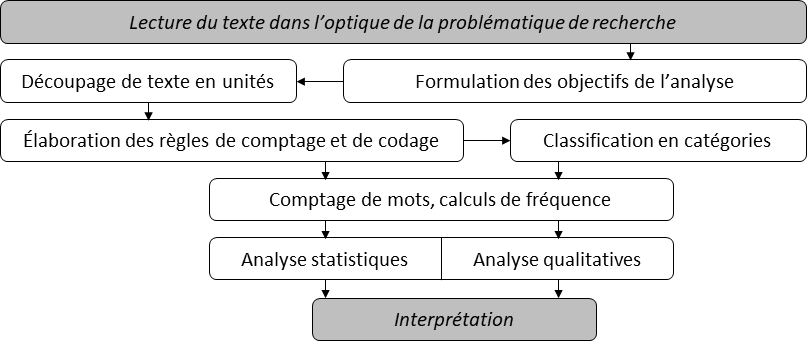 Lecture du texte dans l’optique de la problématique de recherche
Découpage de texte en unités
Formulation des objectifs de l’analyse
Élaboration des règles de comptage et de codage
Classification en catégories
Comptage de mots, calculs de fréquence
Analyse statistiques
Analyse qualitatives
Interprétation